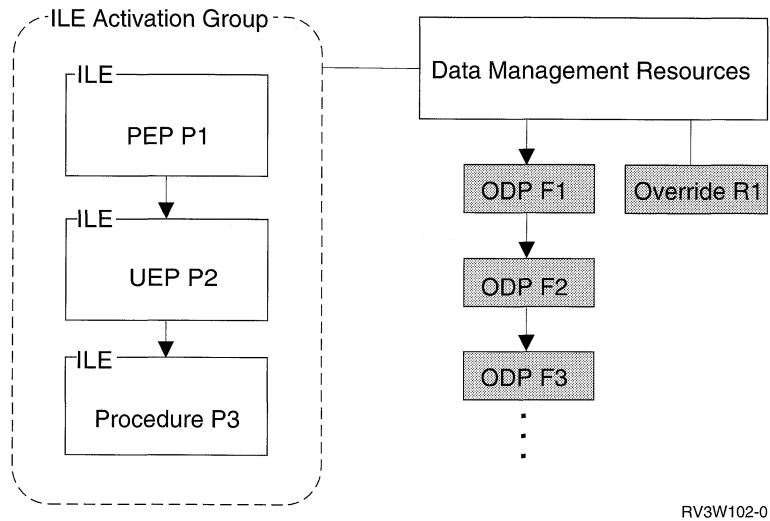 ILE Activation Group
ILE
PEP P1
ILE
UEP P2
ILE
Procedure P3
Data Management Resources
ODP F1
Override R1
ODP F2
ODP F3
RV3W102-0